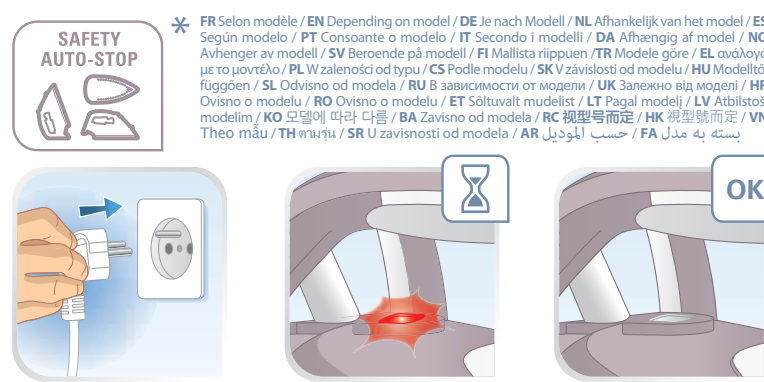 SAFETY
AUTO-STOP
* FR Selon modèle / EN Depending on model / DE Je nach Modell / NL Afhankelijk van het model / ES
Según modelo / PT Consoante o modelo / IT Secondo i modelli / DA Afhængig af model / NO
Avhenger av modell / SV Beroende på modell / FI Mallista riippuen /TR Modele göre / EL ανάλογα
με το μοντέλο / PL W zaleności od typu / CS Podle modelu / SK V závislosti od modelu / HU Modelltő
függően / SL Odvisno od modela / RU В зависимости от модели / UK Залежно від моделі / HR
Ovisno o modelu / RO Ovisno o modelu / ET Sõltuvalt mudelist / LT Pagal modelį / LV Atbilstoš
modelim / KO 모델에 따라 다름 / BA Zavisno od modela / RC 视型号而定 / HK 視型號而定 / VN
Theo mẫu / TH ตามรุ่น / SR U zavisnosti od modela / AR حسب الموديل / FA بسته به مدل
OK